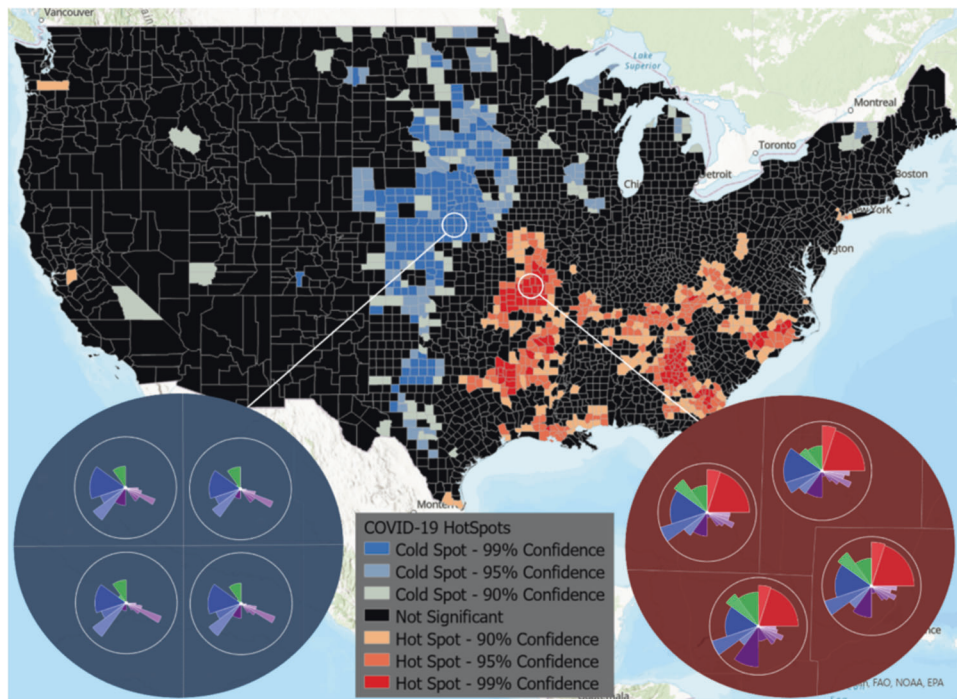 Vancouver
Lake
Superior
Montreal
Toronto
Detroit
Boston
York
Monterrey
COVID-19 HotSpots
Cold Spot - 99% Confidence
Cold Spot - 95% Confidence
Cold Spot - 90% Confidence
Not Significant
Hot Spot - 90% Confidence
Hot Spot - 95% Confidence
Hot Spot - 99% Confidence
FAO, NOAA, EPA